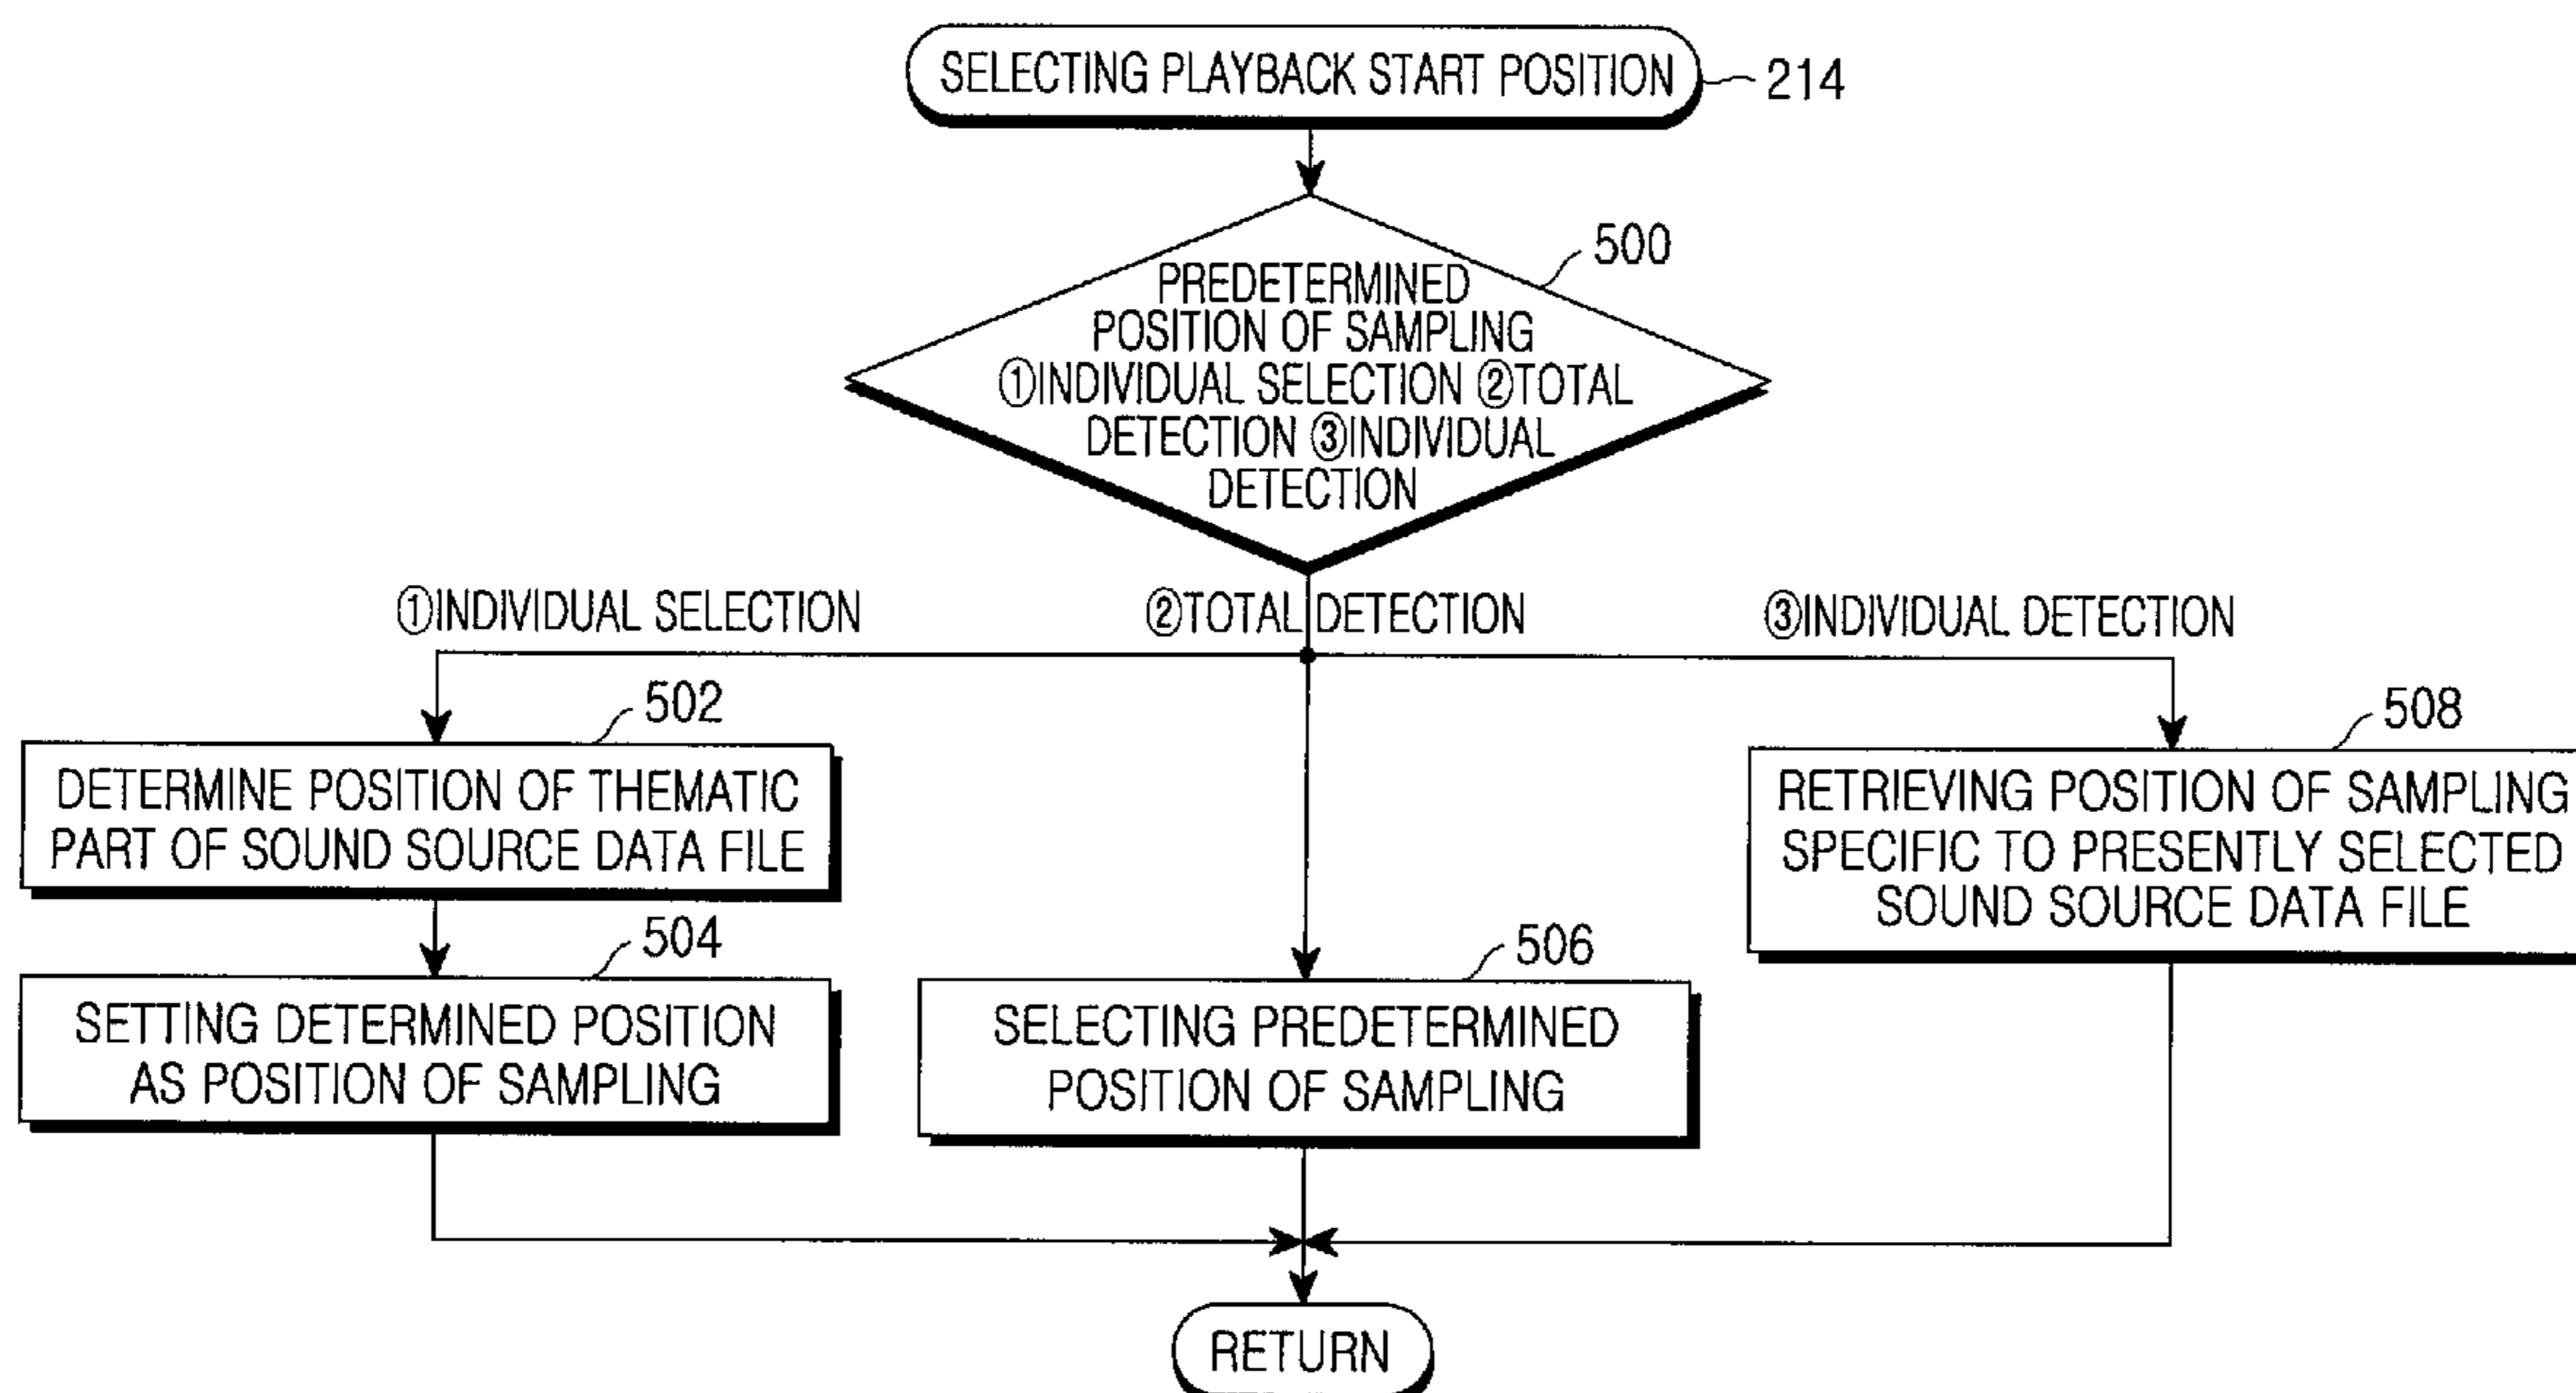 SELECTING PLAYBACK START POSITION
214
500
PREDETERMINED
POSITION OF SAMPLING
①INDIVIDUAL SELECTION ②TOTAL
DETECTION ③INDIVIDUAL
DETECTION
①INDIVIDUAL SELECTION
②TOTAL DETECTION
③INDIVIDUAL DETECTION
502
DETERMINE POSITION OF THEMATIC
PART OF SOUND SOURCE DATA FILE
504
SETTING DETERMINED POSITION
AS POSITION OF SAMPLING
506
SELECTING PREDETERMINED
POSITION OF SAMPLING
508
RETRIEVING POSITION OF SAMPLING
SPECIFIC TO PRESENTLY SELECTED
SOUND SOURCE DATA FILE
RETURN